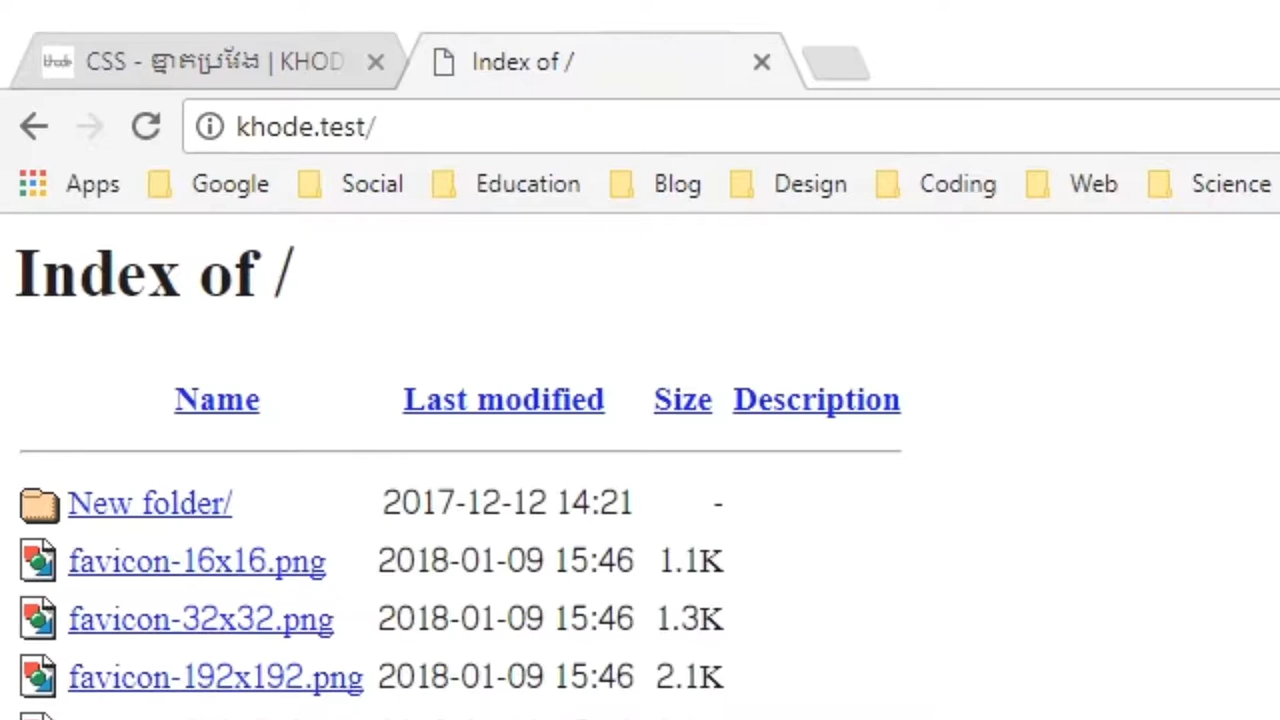 khode CSS - ខ្នាតប្រវែង | KHOD Index of /
khode.test/
Apps Google Social Education Blog Design Coding Web Science
Index of /
Name Last modified Size Description
New folder/ 2017-12-12 14:21 -
favicon-16x16.png 2018-01-09 15:46 1.1K
favicon-32x32.png 2018-01-09 15:46 1.3K
favicon-192x192.png 2018-01-09 15:46 2.1K